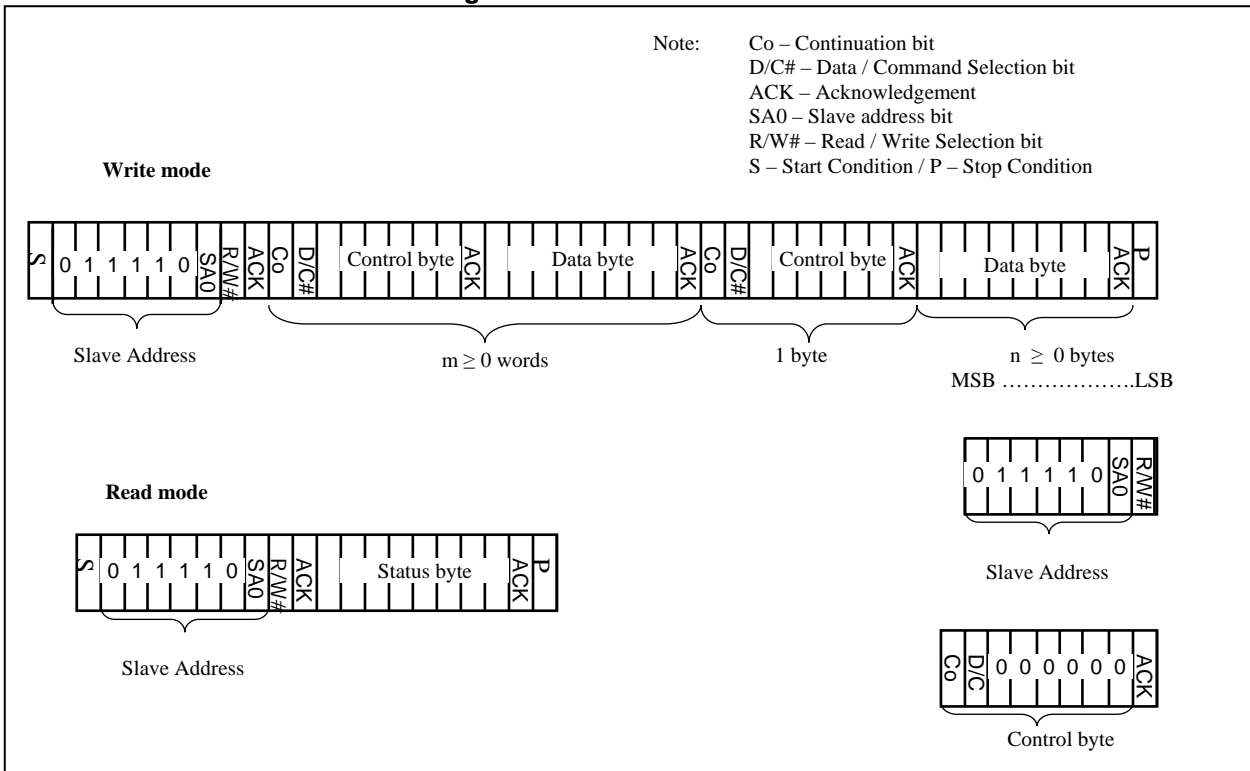 Note: Co – Continuation bit
D/C# – Data / Command Selection bit
ACK – Acknowledgement
SA0 – Slave address bit
R/W# – Read / Write Selection bit
S – Start Condition / P – Stop Condition
Write mode
S 0 1 1 1 1 0 SA0 R/W# ACK Co D/C# Control byte ACK Data byte ACK Co D/C# Control byte ACK Data byte ACK P
Slave Address m ≥ 0 words 1 byte n ≥ 0 bytes
MSB ………………….LSB
0 1 1 1 1 0 SA0 R/W#
Slave Address
Read mode
S 0 1 1 1 1 0 SA0 R/W# ACK Status byte ACK P
Slave Address
Co D/C 0 0 0 0 0 0 ACK
Control byte